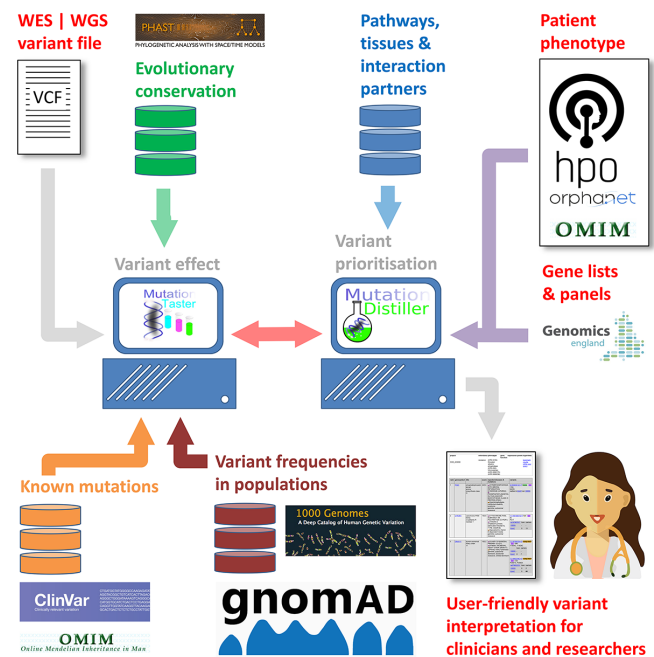 WES | WGS
variant file
VCF
PHAST
PHYLOGENETIC ANALYSIS WITH SPACE/TIME MODELS
Evolutionary
conservation
Pathways,
tissues &
interaction
partners
Patient
phenotype
hpo
orphanet
OMIM
Variant effect
Variant
prioritisation
Mutation
Taster
Mutation
Distiller
Gene lists
& panels
Genomics
england
Known mutations
Variant frequencies
in populations
1000 Genomes
A Deep Catalog of Human Genetic Variation
ClinVar
Clinically relevant variation
OMIM
Online Mendelian Inheritance in Man
gnomAD
User-friendly variant
interpretation for
clinicians and researchers